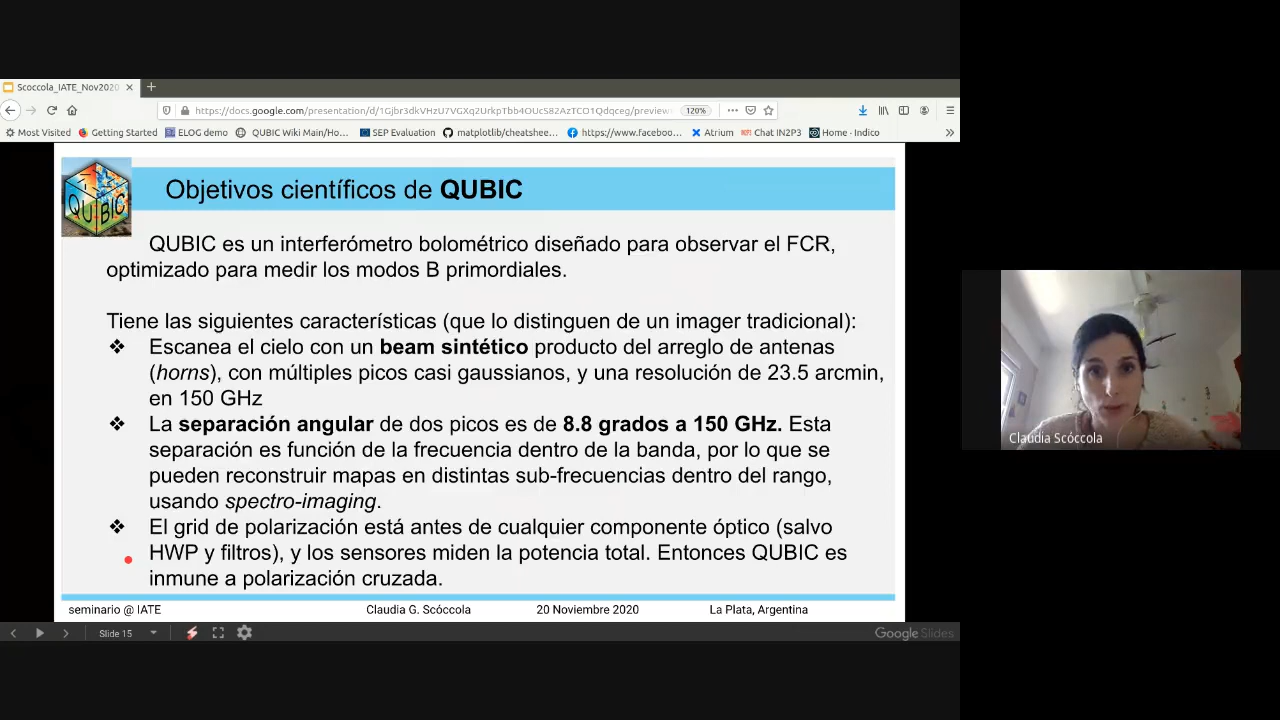 Scoccola_IATE_Nov2020
https://docs.google.com/presentation/d/1Gjbr3dkVHzU7VGXq2UrkpTbb4OUcS82AzTCO1Qdqceg/preview
120%
Most Visited
Getting Started
ELOG demo
QUBIC Wiki Main/Ho...
SEP Evaluation
matplotlib/cheatshee...
https://www.faceboo...
Atrium
Chat IN2P3
Home · Indico
QUBIC
Objetivos científicos de QUBIC
QUBIC es un interferómetro bolométrico diseñado para observar el FCR,
optimizado para medir los modos B primordiales.
Tiene las siguientes características (que lo distinguen de un imager tradicional):
❖ Escanea el cielo con un beam sintético producto del arreglo de antenas
(horns), con múltiples picos casi gaussianos, y una resolución de 23.5 arcmin,
en 150 GHz
❖ La separación angular de dos picos es de 8.8 grados a 150 GHz. Esta
separación es función de la frecuencia dentro de la banda, por lo que se
pueden reconstruir mapas en distintas sub-frecuencias dentro del rango,
usando spectro-imaging.
❖ El grid de polarización está antes de cualquier componente óptico (salvo
HWP y filtros), y los sensores miden la potencia total. Entonces QUBIC es
inmune a polarización cruzada.
seminario @ IATE
Claudia G. Scóccola
20 Noviembre 2020
La Plata, Argentina
Slide 15
Google Slides
Claudia Scóccola